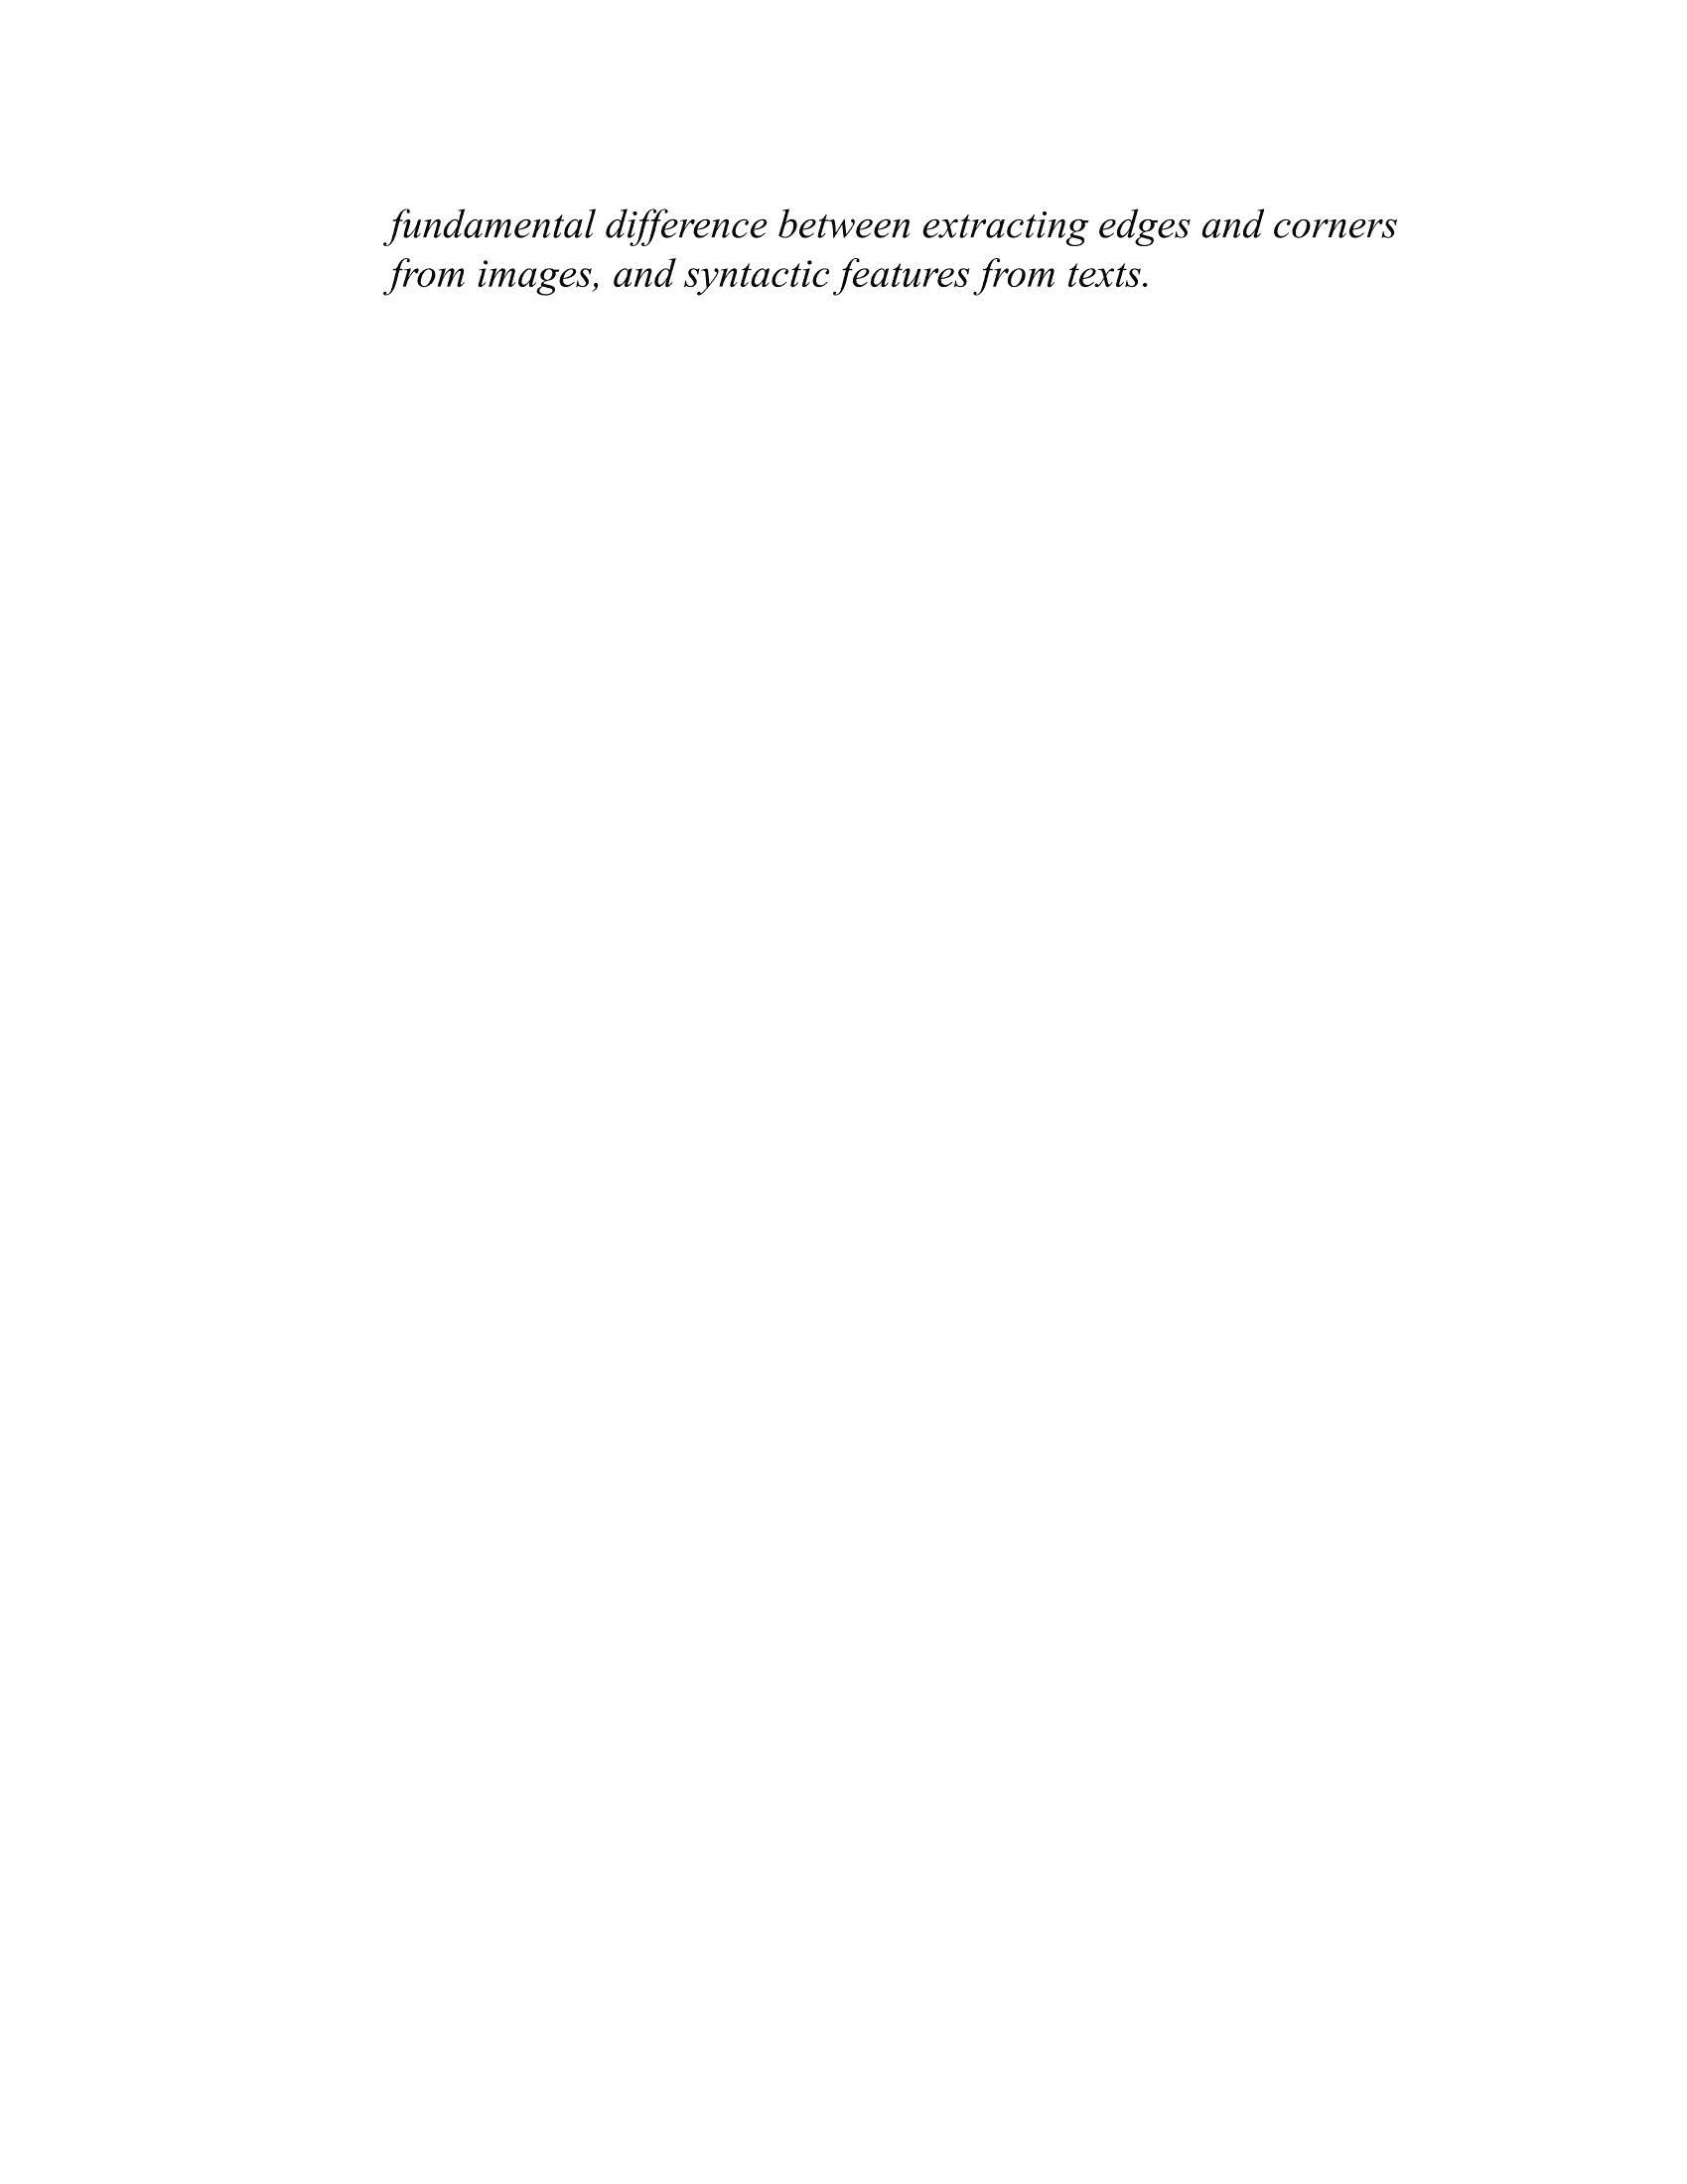 fundamental difference between extracting edges and corners
from images, and syntactic features from texts.